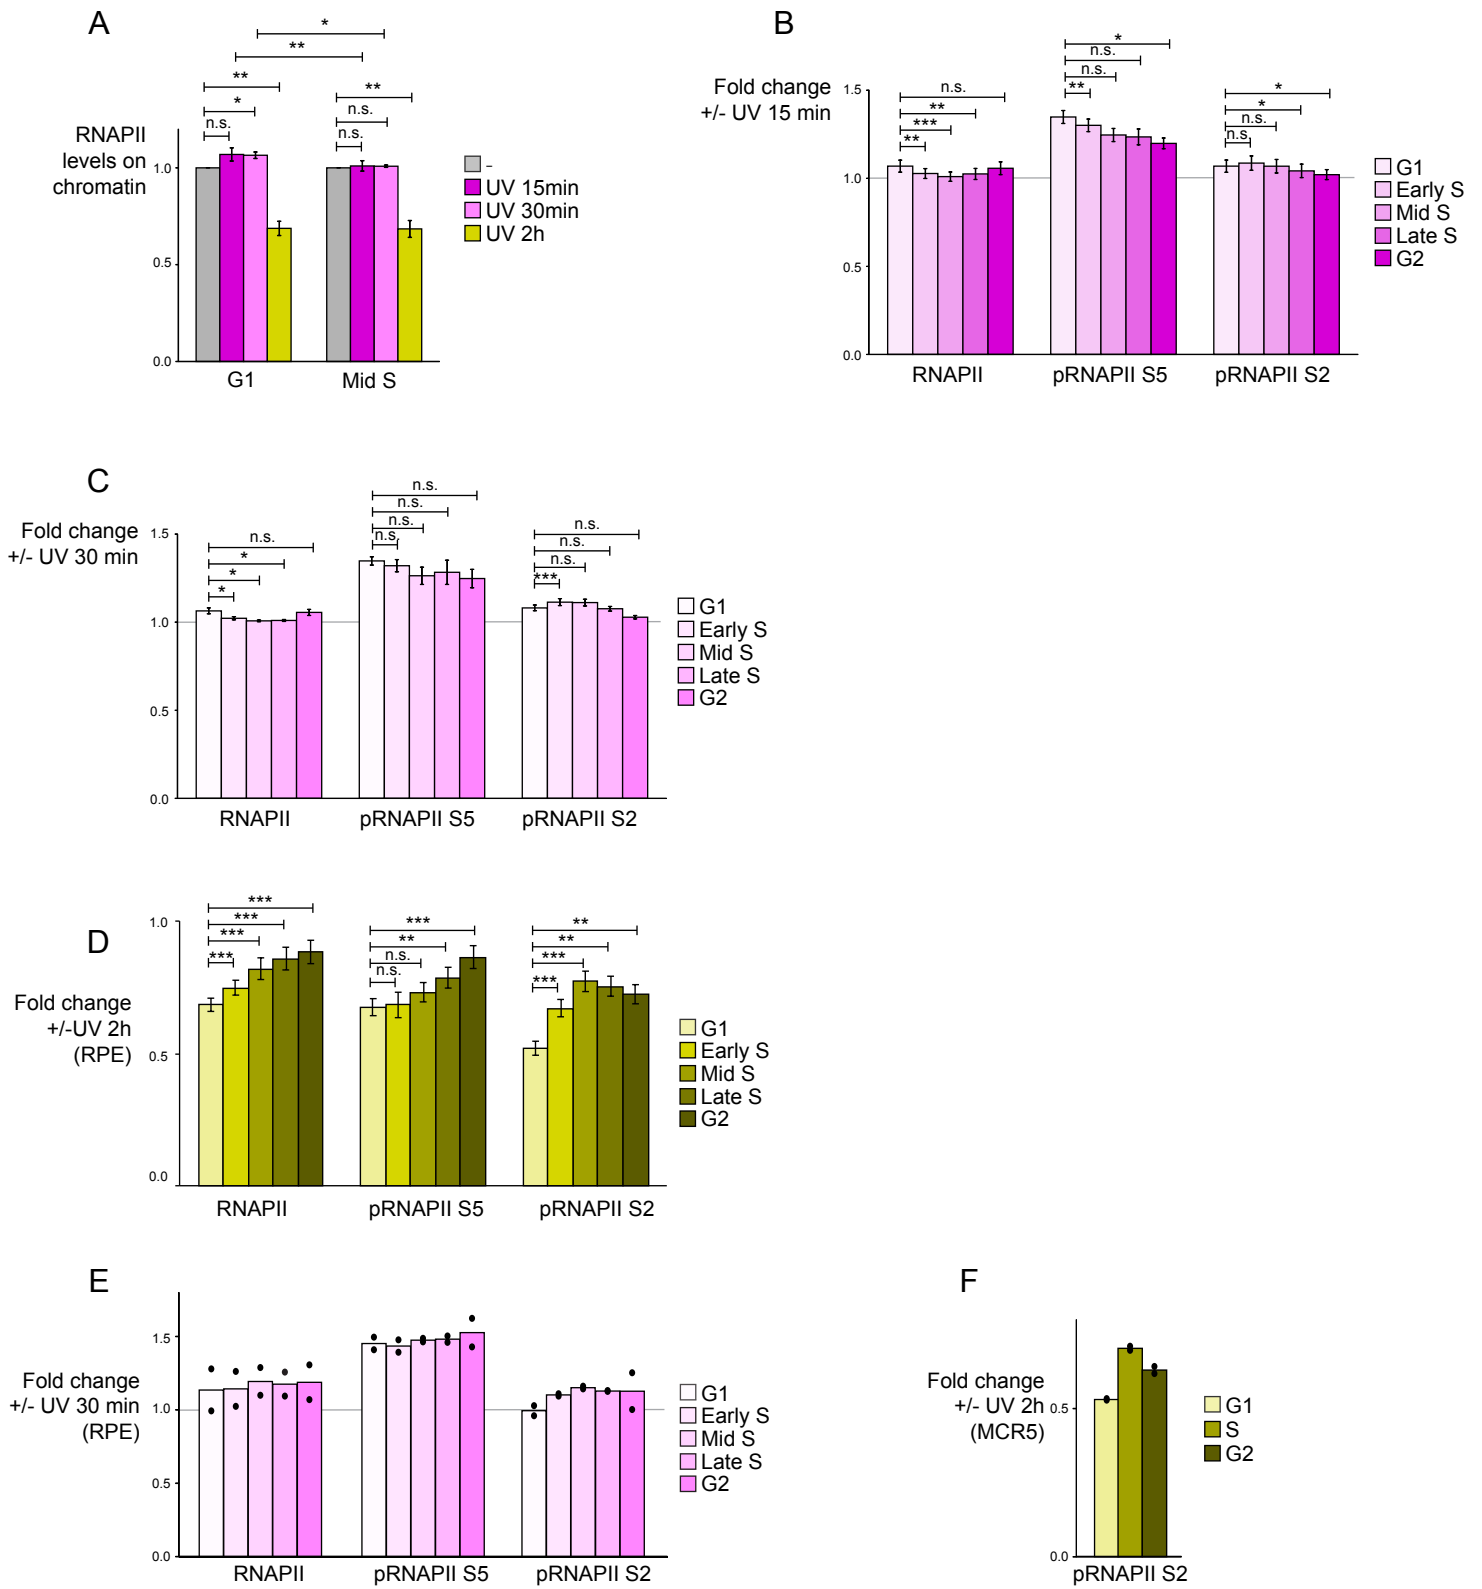 A
*
**
**
*
n.s.
**
n.s.
n.s.
RNAPII
levels on
chromatin
1.0
0.5
0.0
G1
Mid S
-
UV 15min
UV 30min
UV 2h
B
Fold change
+/- UV 15 min
1.5
1.0
0.5
0.0
n.s.
**
***
**
*
n.s.
n.s.
**
*
*
n.s.
n.s.
RNAPII
pRNAPII S5
pRNAPII S2
G1
Early S
Mid S
Late S
G2
C
Fold change
+/- UV 30 min
1.5
1.0
0.5
0.0
n.s.
*
*
*
n.s.
n.s.
n.s.
n.s.
n.s.
n.s.
n.s.
***
RNAPII
pRNAPII S5
pRNAPII S2
G1
Early S
Mid S
Late S
G2
D
Fold change
+/-UV 2h
(RPE)
1.0
0.5
0.0
***
***
***
***
***
**
n.s.
n.s.
**
**
***
***
RNAPII
pRNAPII S5
pRNAPII S2
G1
Early S
Mid S
Late S
G2
E
Fold change
+/- UV 30 min
(RPE)
1.5
1.0
0.5
0.0
RNAPII
pRNAPII S5
pRNAPII S2
G1
Early S
Mid S
Late S
G2
F
Fold change
+/- UV 2h
(MCR5)
0.5
0.0
pRNAPII S2
G1
S
G2